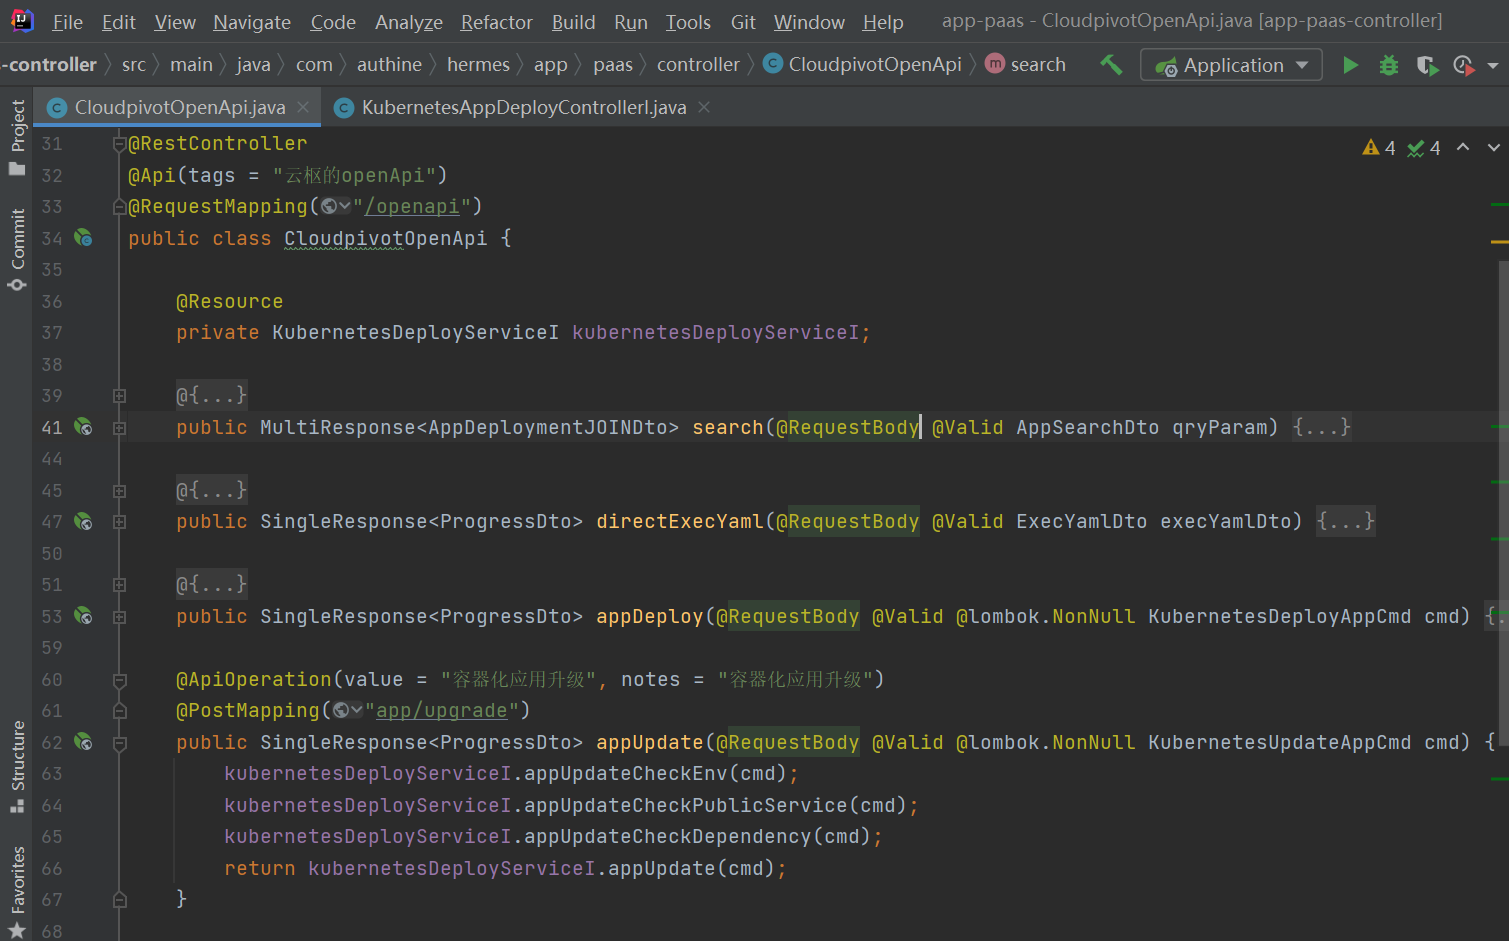 File Edit View Navigate Code Analyze Refactor Build Run Tools Git Window Help app-paas - CloudpivotOpenApi.java [app-paas-controller]
-controller src main java com authine hermes app paas controller CloudpivotOpenApi search Application
CloudpivotOpenApi.java KubernetesAppDeployControllerI.java
Project
Commit
Structure
Favorites
4 4
31 @RestController
32 @Api(tags = "云枢的openApi")
33 @RequestMapping("/openapi")
34 public class CloudpivotOpenApi {
35
36 @Resource
37 private KubernetesDeployServiceI kubernetesDeployServiceI;
38
39 @{...}
41 public MultiResponse<AppDeploymentJOINDto> search(@RequestBody @Valid AppSearchDto qryParam) {...}
44
45 @{...}
47 public SingleResponse<ProgressDto> directExecYaml(@RequestBody @Valid ExecYamlDto execYamlDto) {...}
50
51 @{...}
53 public SingleResponse<ProgressDto> appDeploy(@RequestBody @Valid @lombok.NonNull KubernetesDeployAppCmd cmd) {.
59
60 @ApiOperation(value = "容器化应用升级", notes = "容器化应用升级")
61 @PostMapping("app/upgrade")
62 public SingleResponse<ProgressDto> appUpdate(@RequestBody @Valid @lombok.NonNull KubernetesUpdateAppCmd cmd) {
63 kubernetesDeployServiceI.appUpdateCheckEnv(cmd);
64 kubernetesDeployServiceI.appUpdateCheckPublicService(cmd);
65 kubernetesDeployServiceI.appUpdateCheckDependency(cmd);
66 return kubernetesDeployServiceI.appUpdate(cmd);
67 }
68